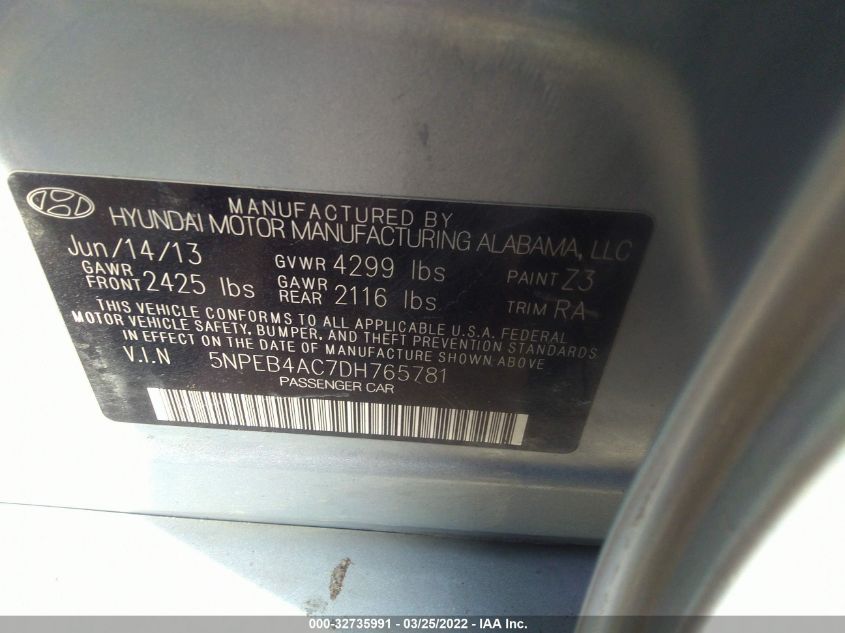 MANUFACTURED BY
HYUNDAI MOTOR MANUFACTURING ALABAMA, LLC
Jun/14/13 GVWR 4299 lbs PAINT Z3
GAWR FRONT 2425 lbs GAWR REAR 2116 lbs TRIM RA
THIS VEHICLE CONFORMS TO ALL APPLICABLE U.S.A. FEDERAL
MOTOR VEHICLE SAFETY, BUMPER, AND THEFT PREVENTION STANDARDS
IN EFFECT ON THE DATE OF MANUFACTURE SHOWN ABOVE
V.I.N 5NPEB4AC7DH765781
PASSENGER CAR
000-32735991 - 03/25/2022 - IAA Inc.